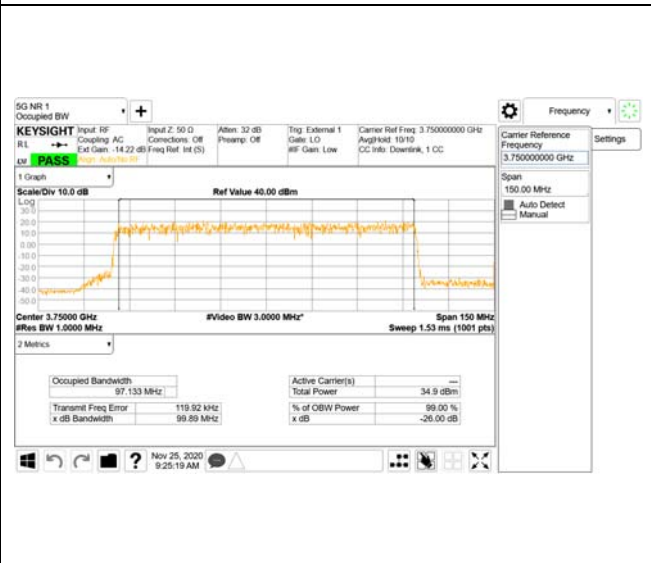 5G NR 1
Occupied BW
Frequency
KEYSIGHT
Input: RF
Input Z: 50 Ω
Atten: 32 dB
Trig: External 1
Carrier Ref Freq: 3.750000000 GHz
RL
Coupling: AC
Corrections: Off
Preamp: Off
Gate: LO
Avg|Hold: 10/10
Ext Gain: -14.22 dB
Freq Ref: Int (S)
#IF Gain: Low
CC Info: Downlink, 1 CC
PASS
Align: Auto/No RF
Carrier Reference
Frequency
3.750000000 GHz
Settings
Span
150.00 MHz
Auto Detect
Manual
1 Graph
Scale/Div 10.0 dB
Ref Value 40.00 dBm
Log
30.0
20.0
10.0
0.00
-10.0
-20.0
-30.0
-40.0
-50.0
Center 3.75000 GHz
#Video BW 3.0000 MHz*
Span 150 MHz
#Res BW 1.0000 MHz
Sweep 1.53 ms (1001 pts)
2 Metrics
Occupied Bandwidth
97.133 MHz
Active Carrier(s)
---
Total Power
34.9 dBm
Transmit Freq Error
119.92 kHz
% of OBW Power
99.00 %
x dB Bandwidth
99.89 MHz
x dB
-26.00 dB
?
Nov 25, 2020
9:25:19 AM